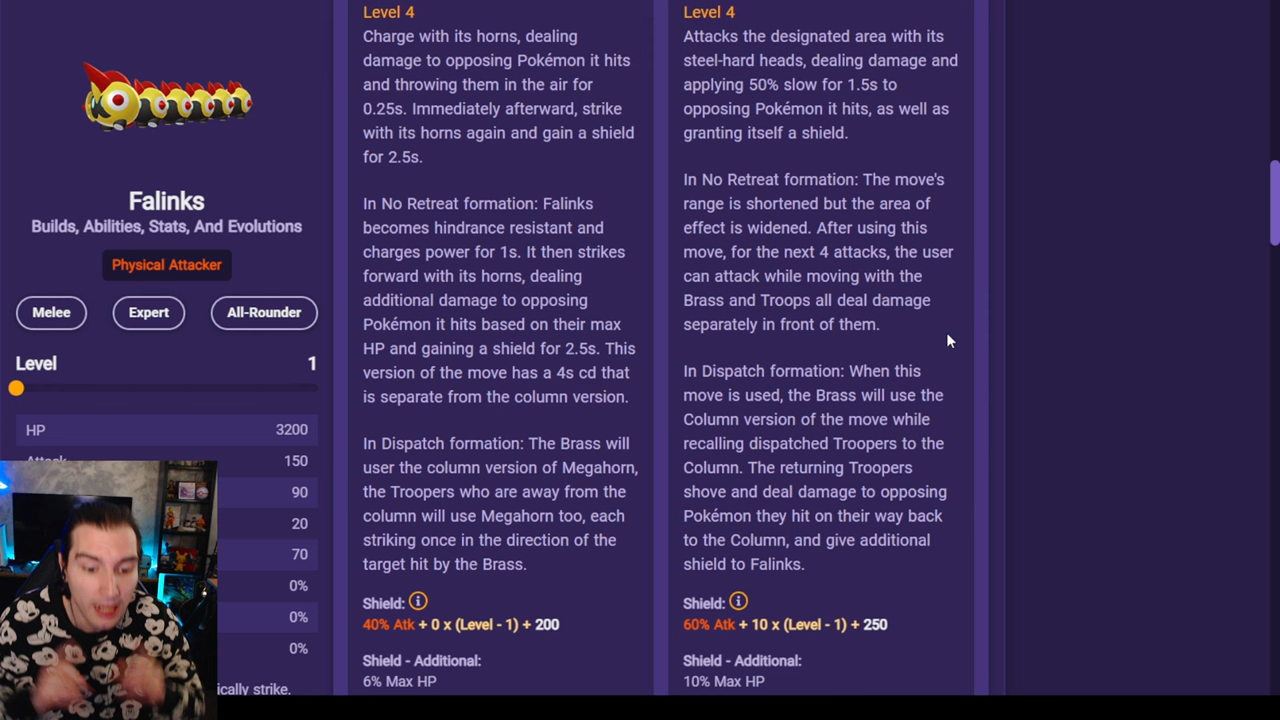 Falinks
Builds, Abilities, Stats, And Evolutions
Physical Attacker
Melee
Expert
All-Rounder
Level
1
HP
3200
150
90
20
70
0%
0%
0%
ically strike.
Level 4
Charge with its horns, dealing
damage to opposing Pokémon it hits
and throwing them in the air for
0.25s. Immediately afterward, strike
with its horns again and gain a shield
for 2.5s.
In No Retreat formation: Falinks
becomes hindrance resistant and
charges power for 1s. It then strikes
forward with its horns, dealing
additional damage to opposing
Pokémon it hits based on their max
HP and gaining a shield for 2.5s. This
version of the move has a 4s cd that
is separate from the column version.
In Dispatch formation: The Brass will
user the column version of Megahorn,
the Troopers who are away from the
column will use Megahorn too, each
striking once in the direction of the
target hit by the Brass.
Shield:
40% Atk + 0 x (Level - 1) + 200
Shield - Additional:
6% Max HP
Level 4
Attacks the designated area with its
steel-hard heads, dealing damage and
applying 50% slow for 1.5s to
opposing Pokémon it hits, as well as
granting itself a shield.
In No Retreat formation: The move's
range is shortened but the area of
effect is widened. After using this
move, for the next 4 attacks, the user
can attack while moving with the
Brass and Troops all deal damage
separately in front of them.
In Dispatch formation: When this
move is used, the Brass will use the
Column version of the move while
recalling dispatched Troopers to the
Column. The returning Troopers
shove and deal damage to opposing
Pokémon they hit on their way back
to the Column, and give additional
shield to Falinks.
Shield:
60% Atk + 10 x (Level - 1) + 250
Shield - Additional:
10% Max HP